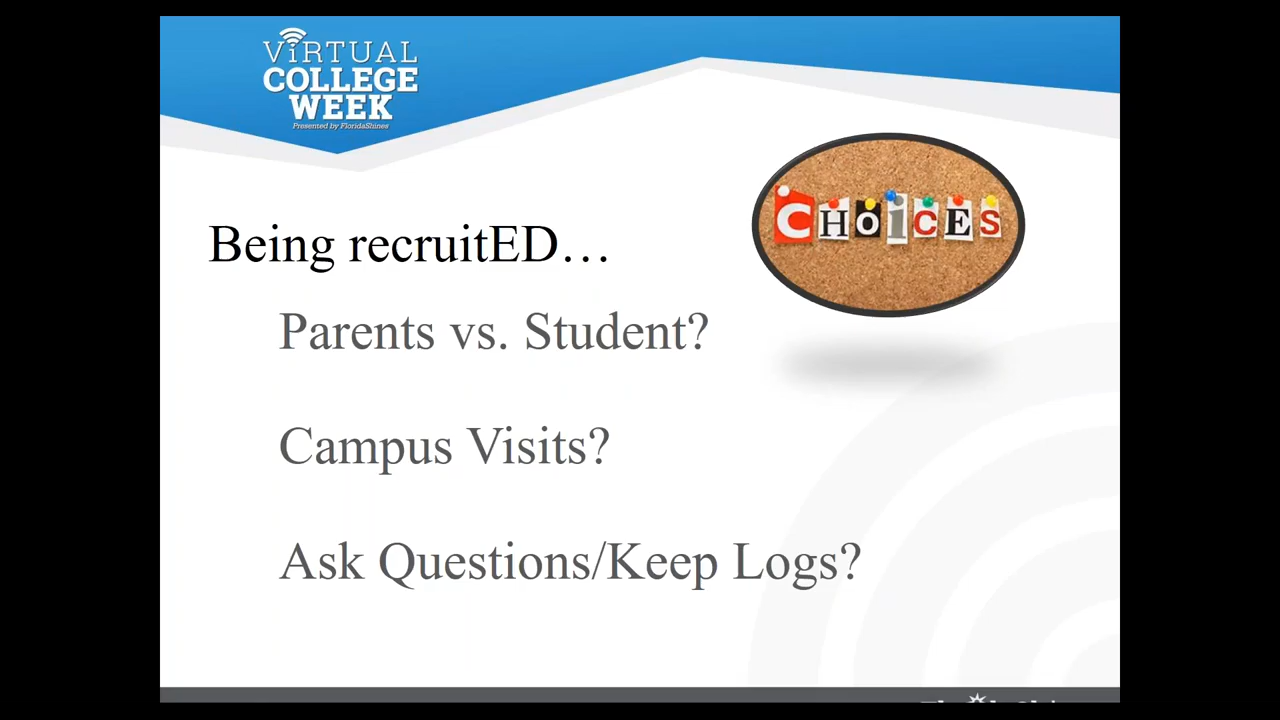 ViRTUAL
COLLEGE
WEEK
Presented by FloridaShines
CHOiCES
Being recruitED…
Parents vs. Student?
Campus Visits?
Ask Questions/Keep Logs?